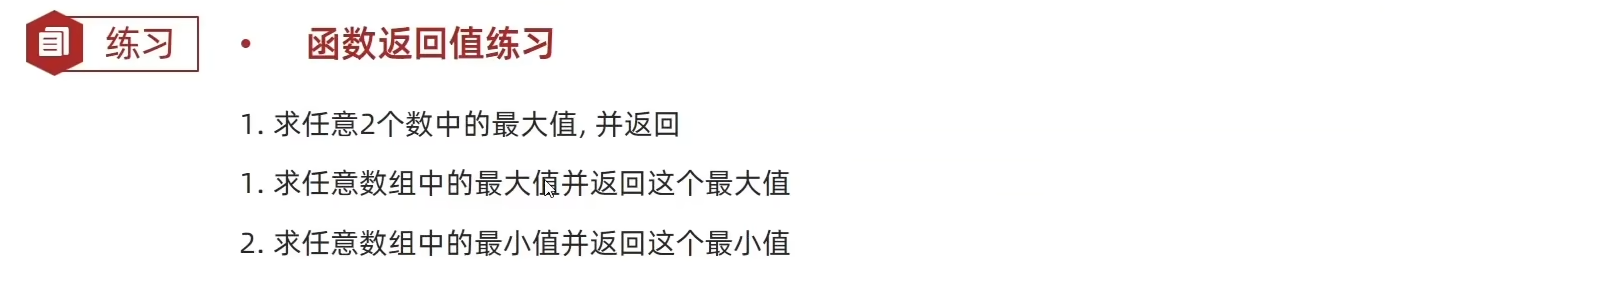 练习
• 函数返回值练习
1. 求任意2个数中的最大值, 并返回
1. 求任意数组中的最大值并返回这个最大值
2. 求任意数组中的最小值并返回这个最小值